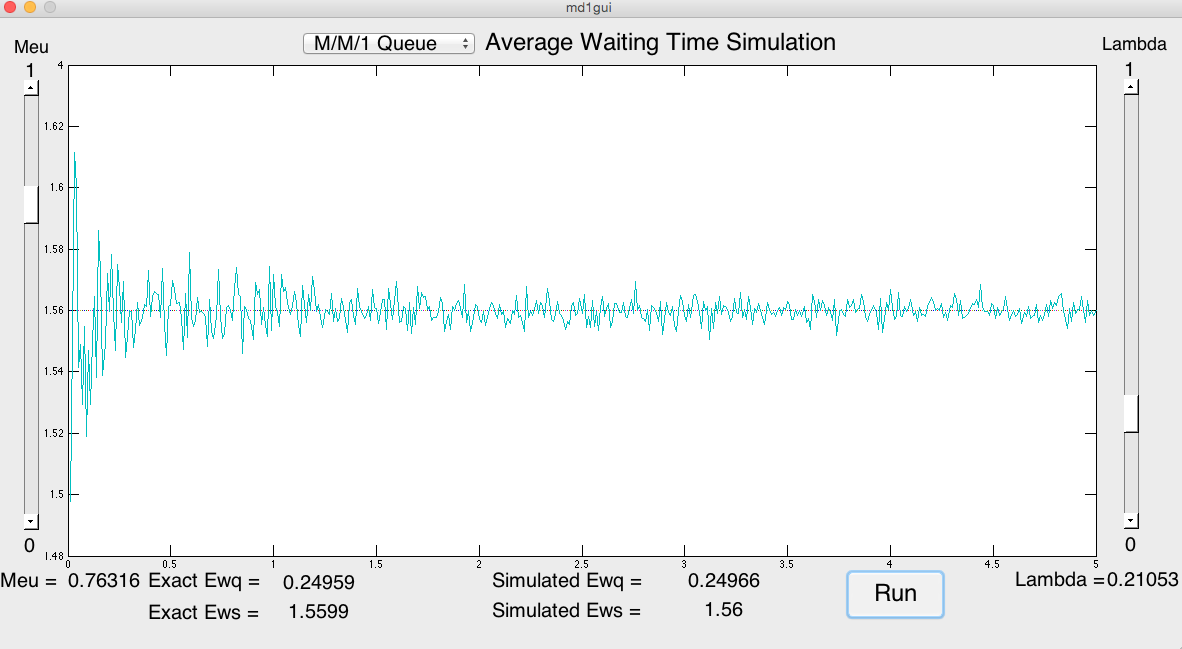 md1gui
Meu
M/M/1 Queue
Average Waiting Time Simulation
Lambda
1
1
4
1.62
1.6
1.58
1.56
1.54
1.52
1.5
1.48
0
0
0
0.5
1
1.5
2
2.5
3
3.5
4
4.5
5
Meu = 0.76316
Exact Ewq = 0.24959
Simulated Ewq = 0.24966
Run
Lambda =0.21053
Exact Ews = 1.5599
Simulated Ews = 1.56